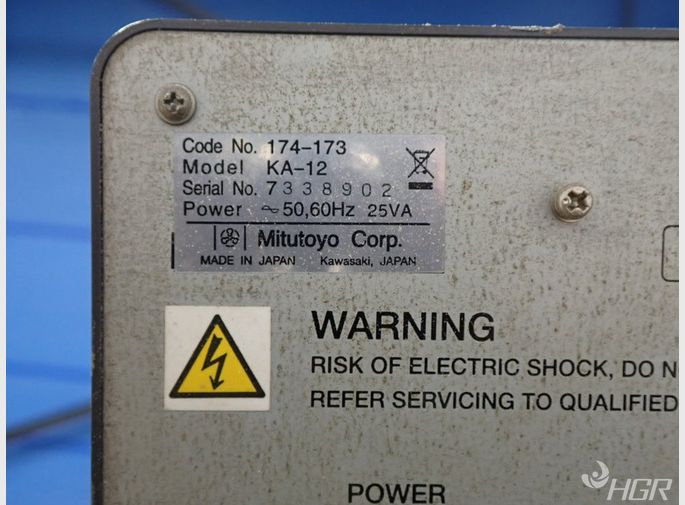 Code No. 174-173
Model KA-12
Serial No. 7338902
Power ~ 50,60Hz 25VA
Mitutoyo Corp.
MADE IN JAPAN Kawasaki, JAPAN
WARNING
RISK OF ELECTRIC SHOCK, DO N
REFER SERVICING TO QUALIFIED
POWER
HGR